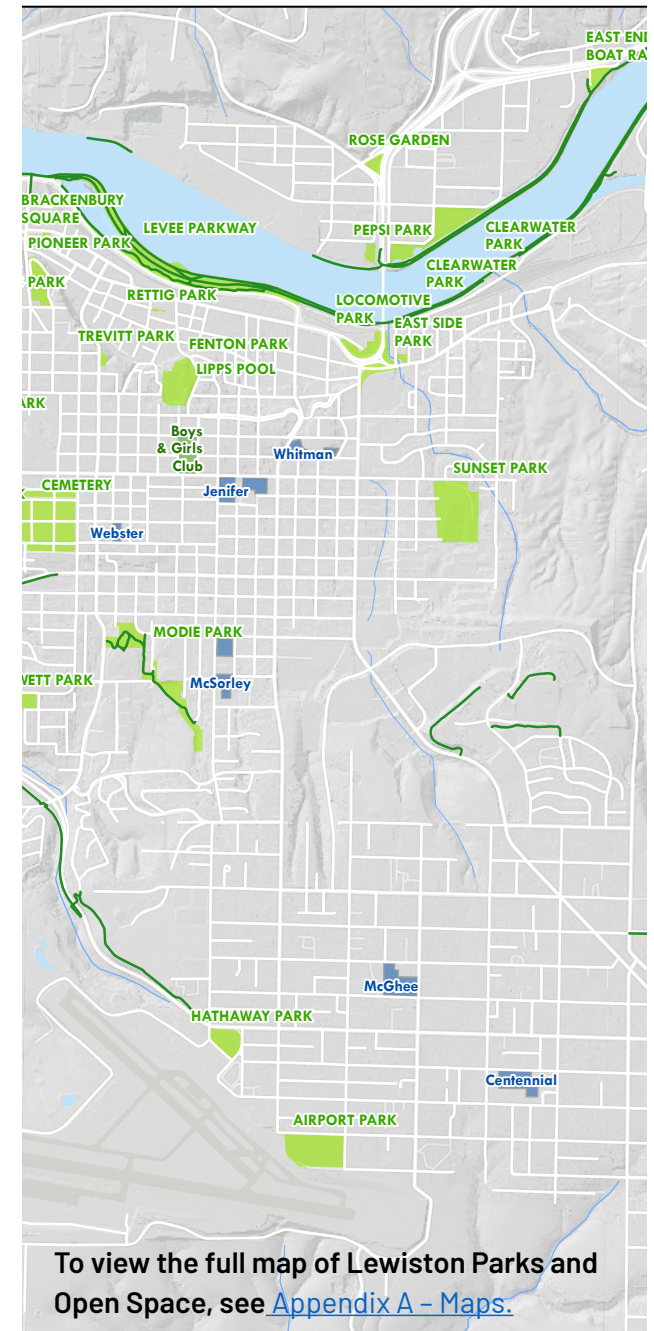 EAST END
BOAT RA
ROSE GARDEN
BRACKENBURY
SQUARE
LEVEE PARKWAY
PEPSI PARK
CLEARWATER
PARK
PIONEER PARK
CLEARWATER
PARK
PARK
RETTIG PARK
LOCOMOTIVE
PARK
EAST SIDE
PARK
TREVITT PARK
FENTON PARK
LIPPS POOL
ARK
Boys
& Girls
Club
Whitman
SUNSET PARK
CEMETERY
Jenifer
Webster
MODIE PARK
WETT PARK
McSorley
McGhee
HATHAWAY PARK
Centennial
AIRPORT PARK
To view the full map of Lewiston Parks and
Open Space, see Appendix A – Maps.